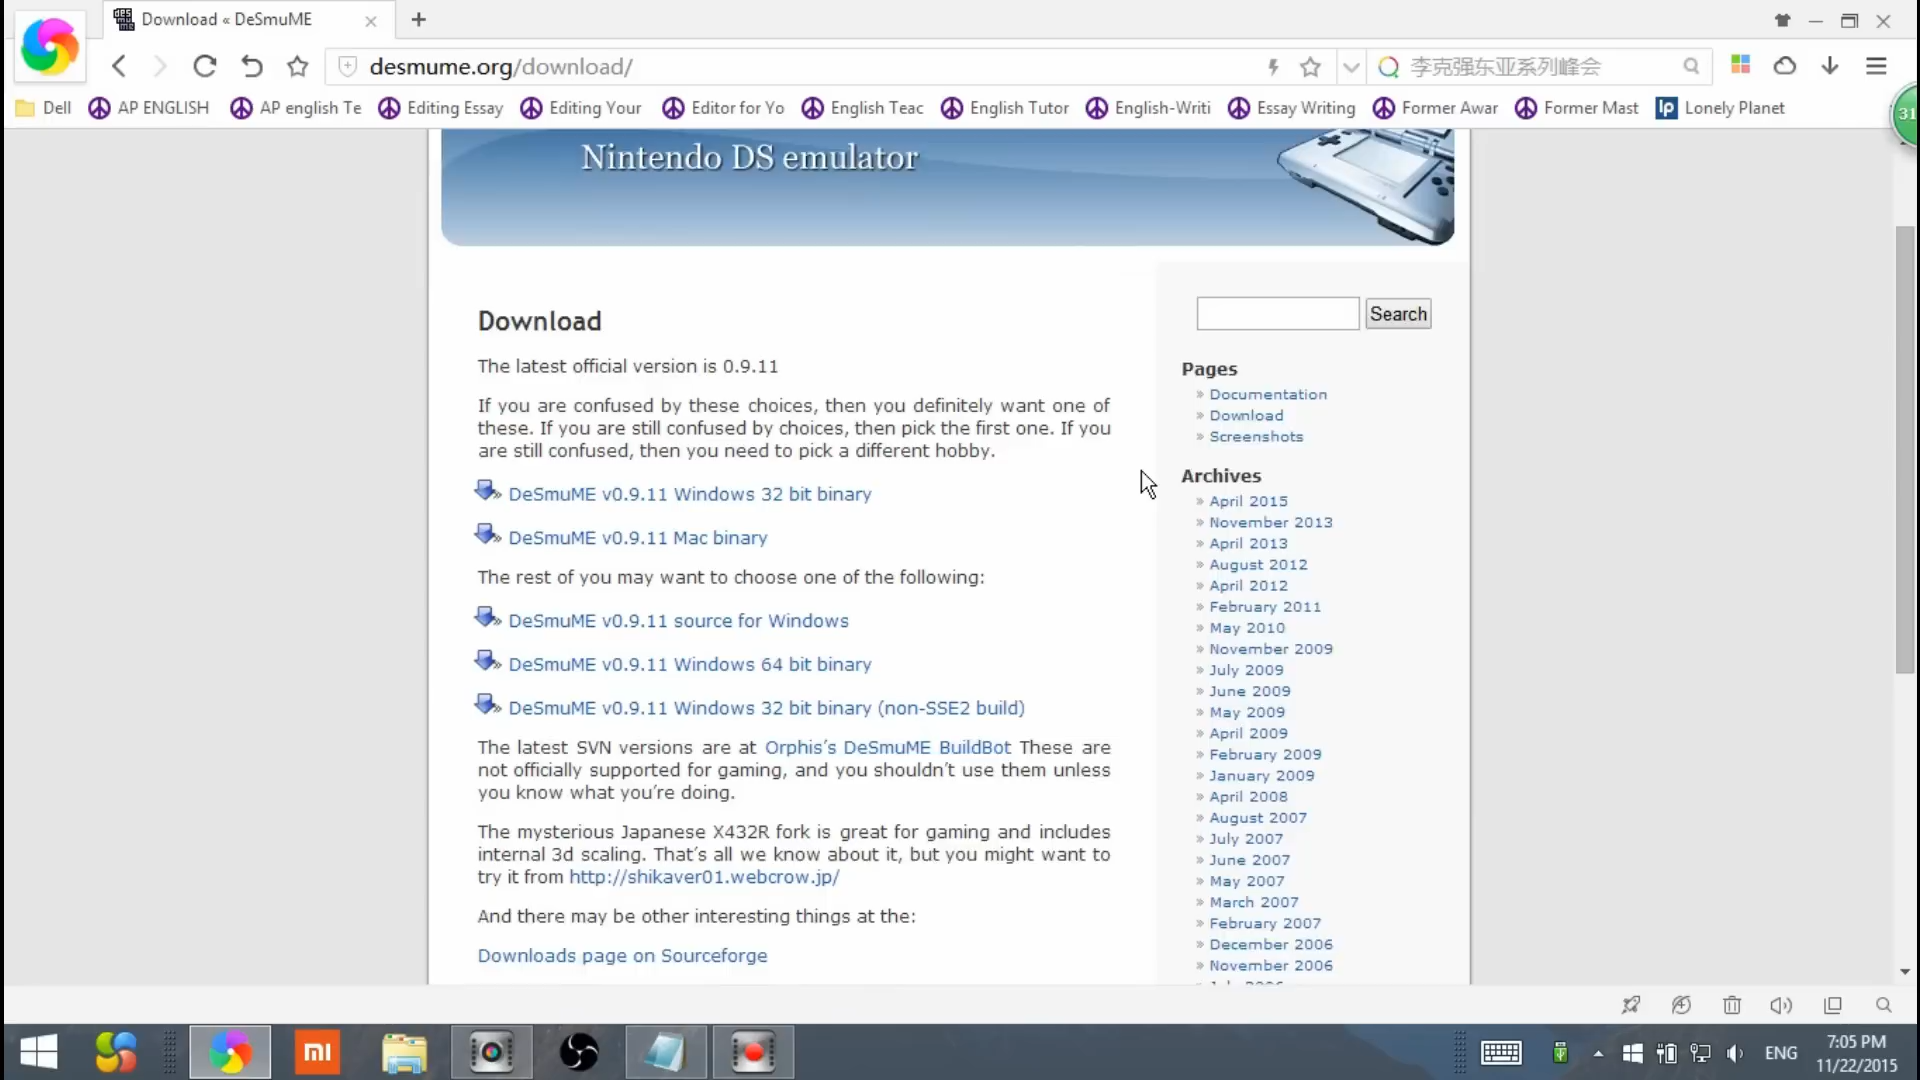 Download « DeSmuME
desmume.org/download/
李克强东亚系列峰会
Dell
AP ENGLISH
AP english Te
Editing Essay
Editing Your
Editor for Yo
English Teac
English Tutor
English-Writi
Essay Writing
Former Awar
Former Mast
lp
Lonely Planet
31
Nintendo DS emulator
Download
The latest official version is 0.9.11
If you are confused by these choices, then you definitely want one of
these. If you are still confused by choices, then pick the first one. If you
are still confused, then you need to pick a different hobby.
DeSmuME v0.9.11 Windows 32 bit binary
DeSmuME v0.9.11 Mac binary
The rest of you may want to choose one of the following:
DeSmuME v0.9.11 source for Windows
DeSmuME v0.9.11 Windows 64 bit binary
DeSmuME v0.9.11 Windows 32 bit binary (non-SSE2 build)
The latest SVN versions are at Orphis’s DeSmuME BuildBot These are
not officially supported for gaming, and you shouldn’t use them unless
you know what you’re doing.
The mysterious Japanese X432R fork is great for gaming and includes
internal 3d scaling. That’s all we know about it, but you might want to
try it from http://shikaver01.webcrow.jp/
And there may be other interesting things at the:
Downloads page on Sourceforge
Search
Pages
» Documentation
» Download
» Screenshots
Archives
» April 2015
» November 2013
» April 2013
» August 2012
» April 2012
» February 2011
» May 2010
» November 2009
» July 2009
» June 2009
» May 2009
» April 2009
» February 2009
» January 2009
» April 2008
» August 2007
» July 2007
» June 2007
» May 2007
» March 2007
» February 2007
» December 2006
» November 2006
mi
ENG
7:05 PM
11/22/2015